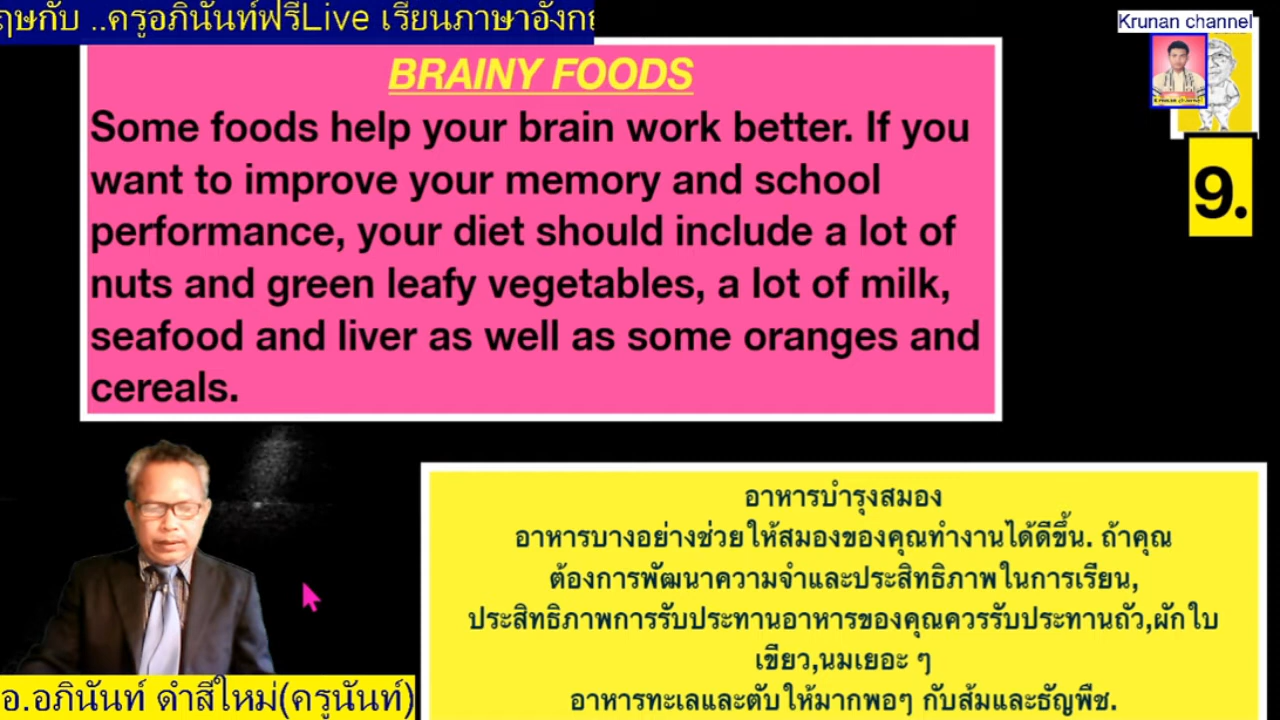 ฤษกับ ..ครูอภินันท์ฟรีLive เรียนภาษาอังกฤ
Krunan channel
BRAINY FOODS
Some foods help your brain work better. If you
want to improve your memory and school
performance, your diet should include a lot of
nuts and green leafy vegetables, a lot of milk,
seafood and liver as well as some oranges and
cereals.
9.
อาหารบำรุงสมอง
อาหารบางอย่างช่วยให้สมองของคุณทำงานได้ดีขึ้น. ถ้าคุณ
ต้องการพัฒนาความจำและประสิทธิภาพในการเรียน,
ประสิทธิภาพการรับประทานอาหารของคุณควรรับประทานถั่ว,ผักใบ
เขียว,นมเยอะ ๆ
อาหารทะเลและตับให้มากพอๆ กับส้มและธัญพืช.
อ.อภินันท์ ดำสีใหม่(ครูนันท์)